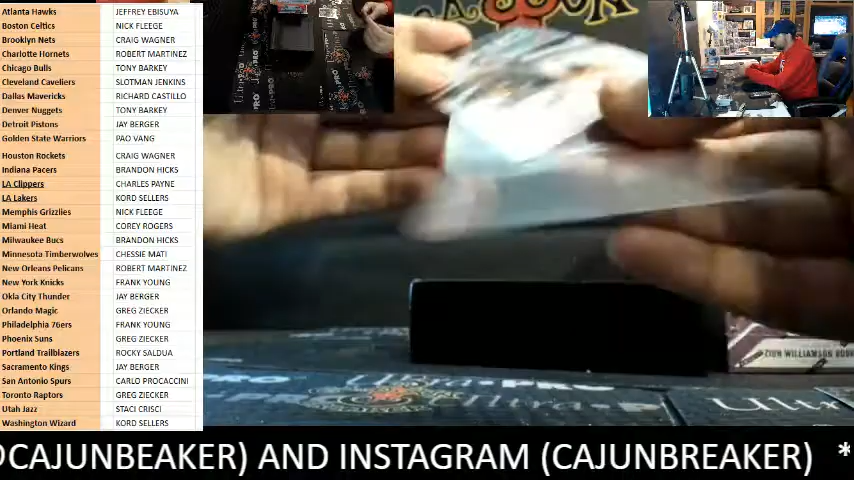 Atlanta Hawks JEFFREY EBISUYA
Boston Celtics NICK FLEEGE
Brooklyn Nets CRAIG WAGNER
Charlotte Hornets ROBERT MARTINEZ
Chicago Bulls TONY BARKEY
Cleveland Cavaliers SLOTMAN JENKINS
Dallas Mavericks RICHARD CASTILLO
Denver Nuggets TONY BARKEY
Detroit Pistons JAY BERGER
Golden State Warriors PAO VANG
Houston Rockets CRAIG WAGNER
Indiana Pacers BRANDON HICKS
LA Clippers CHARLES PAYNE
LA Lakers KORD SELLERS
Memphis Grizzlies NICK FLEEGE
Miami Heat COREY ROGERS
Milwaukee Bucs BRANDON HICKS
Minnesota Timberwolves CHESSIE MATI
New Orleans Pelicans ROBERT MARTINEZ
New York Knicks FRANK YOUNG
Okla City Thunder JAY BERGER
Orlando Magic GREG ZIECKER
Philadelphia 76ers FRANK YOUNG
Phoenix Suns GREG ZIECKER
Portland Trailblazers ROCKY SALDUA
Sacramento Kings JAY BERGER
San Antonio Spurs CARLO PROCACCINI
Toronto Raptors GREG ZIECKER
Utah Jazz STACI CRISCI
Washington Wizard KORD SELLERS
ZION WILLIAMSON
PRO Ultra PRO
CAJUNBEAKER) AND INSTAGRAM (CAJUNBREAKER) *